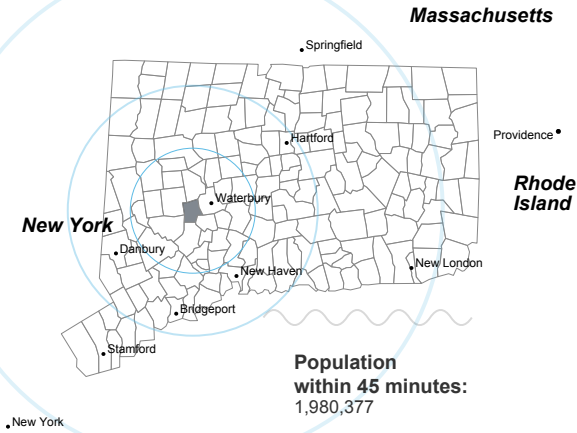 Massachusetts
Springfield
Hartford
Providence
Rhode
Island
Waterbury
New York
Danbury
New Haven
New London
Bridgeport
Stamford
Population
within 45 minutes:
1,980,377
New York